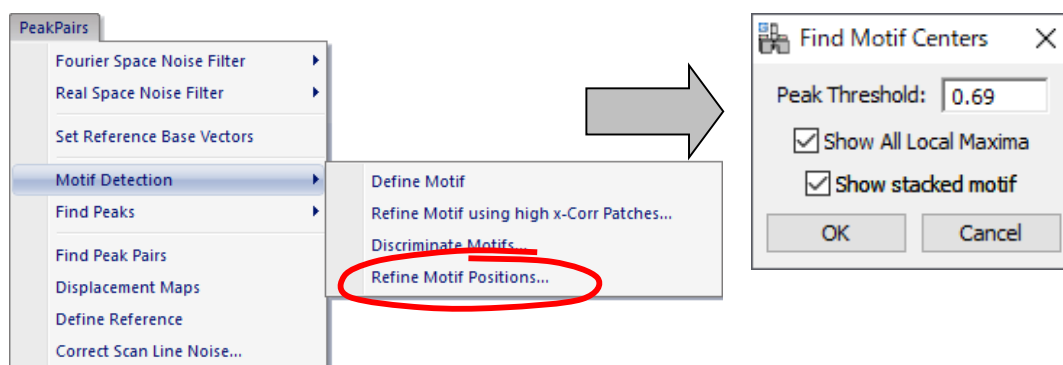 PeakPairs
Fourier Space Noise Filter
Real Space Noise Filter
Set Reference Base Vectors
Motif Detection
Find Peaks
Find Peak Pairs
Displacement Maps
Define Reference
Correct Scan Line Noise...
Define Motif
Refine Motif using high x-Corr Patches...
Discriminate Motifs...
Refine Motif Positions...
Find Motif Centers
Peak Threshold: 0.69
Show All Local Maxima
Show stacked motif
OK Cancel